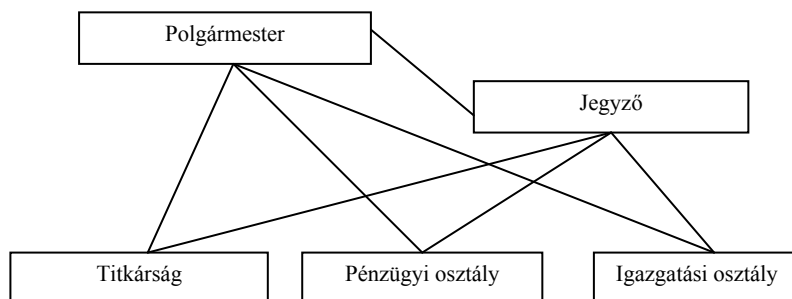 Polgármester
Jegyző
Titkárság
Pénzügyi osztály
Igazgatási osztály